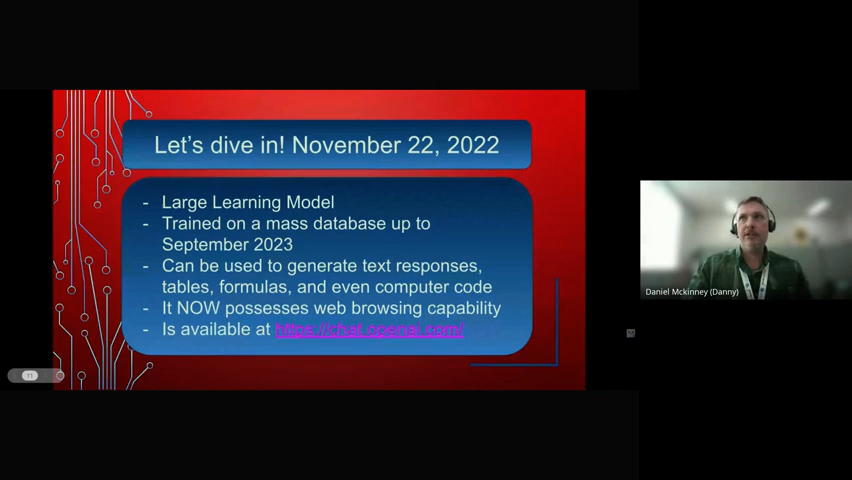 Let's dive in! November 22, 2022
- Large Learning Model
- Trained on a mass database up to
September 2023
- Can be used to generate text responses,
tables, formulas, and even computer code
- It NOW possesses web browsing capability
- Is available at https://chat.openai.com/
Daniel Mckinney (Danny)
11